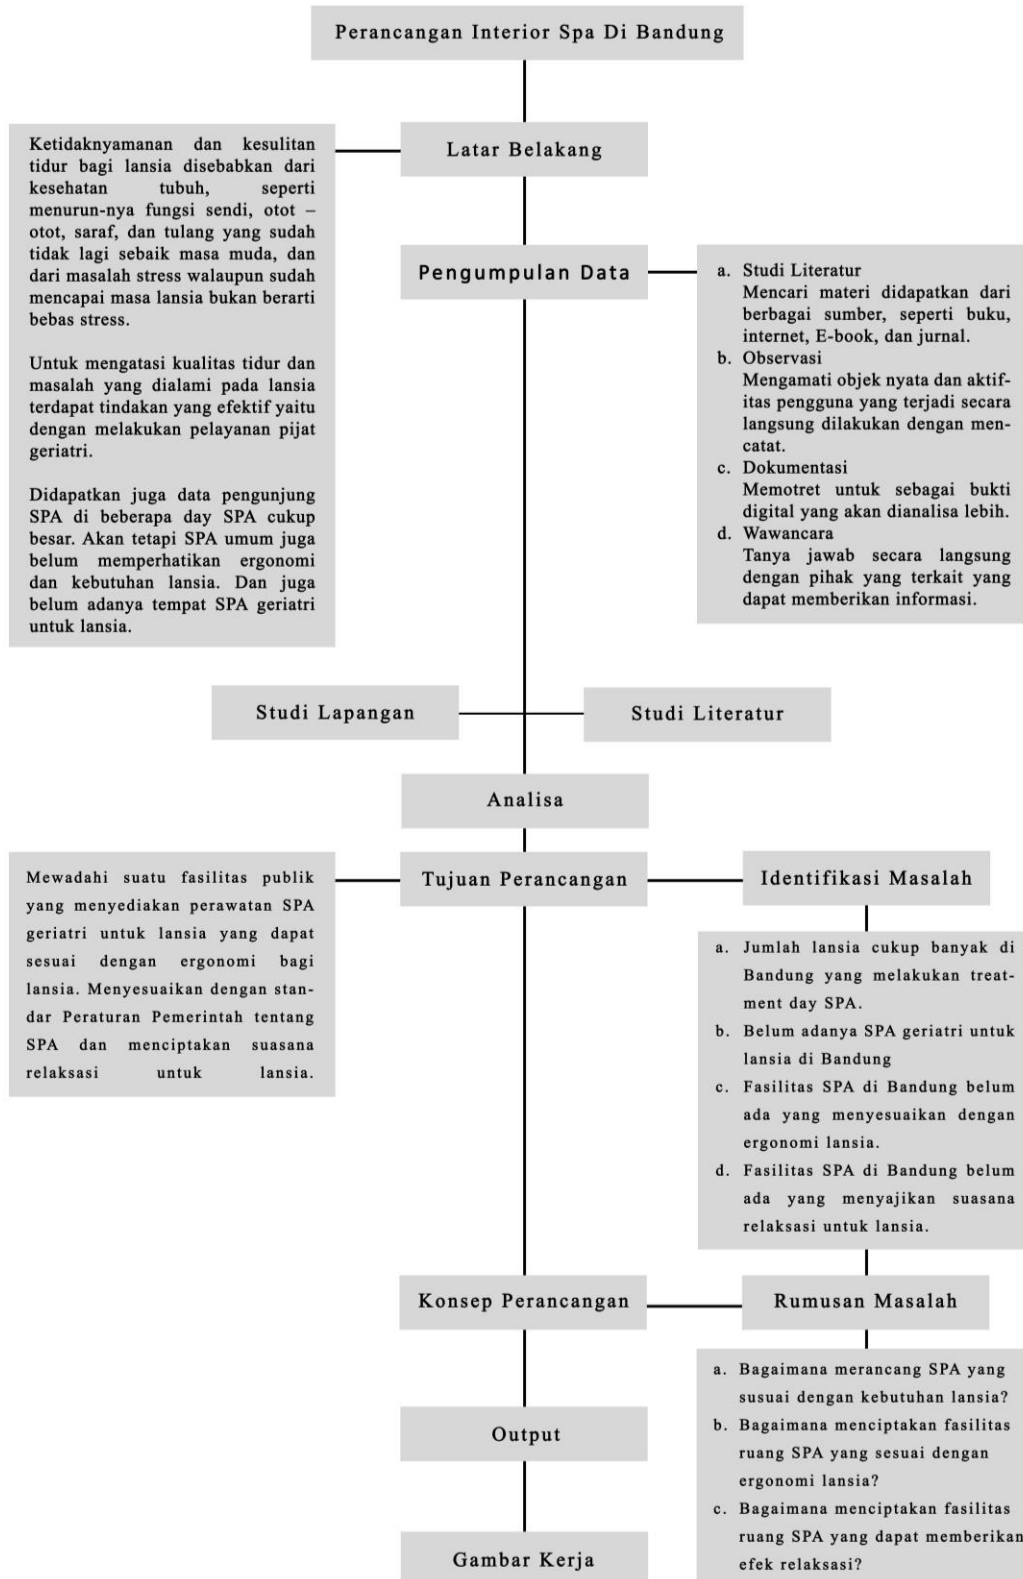 Perancangan Interior Spa Di Bandung
Latar Belakang
Ketidaknyamanan dan kesulitan
tidur bagi lansia disebabkan dari
kesehatan tubuh, seperti
menurun-nya fungsi sendi, otot –
otot, saraf, dan tulang yang sudah
tidak lagi sebaik masa muda, dan
dari masalah stress walaupun sudah
mencapai masa lansia bukan berarti
bebas stress.
Untuk mengatasi kualitas tidur dan
masalah yang dialami pada lansia
terdapat tindakan yang efektif yaitu
dengan melakukan pelayanan pijat
geriatri.
Didapatkan juga data pengunjung
SPA di beberapa day SPA cukup
besar. Akan tetapi SPA umum juga
belum memperhatikan ergonomi
dan kebutuhan lansia. Dan juga
belum adanya tempat SPA geriatri
untuk lansia.
Pengumpulan Data
a. Studi Literatur
Mencari materi didapatkan dari
berbagai sumber, seperti buku,
internet, E-book, dan jurnal.
b. Observasi
Mengamati objek nyata dan aktif-
itas pengguna yang terjadi secara
langsung dilakukan dengan men-
catat.
c. Dokumentasi
Memotret untuk sebagai bukti
digital yang akan dianalisa lebih.
d. Wawancara
Tanya jawab secara langsung
dengan pihak yang terkait yang
dapat memberikan informasi.
Studi Lapangan
Studi Literatur
Analisa
Tujuan Perancangan
Mewadahi suatu fasilitas publik
yang menyediakan perawatan SPA
geriatri untuk lansia yang dapat
sesuai dengan ergonomi bagi
lansia. Menyesuaikan dengan stan-
dar Peraturan Pemerintah tentang
SPA dan menciptakan suasana
relaksasi untuk lansia.
Identifikasi Masalah
a. Jumlah lansia cukup banyak di
Bandung yang melakukan treat-
ment day SPA.
b. Belum adanya SPA geriatri untuk
lansia di Bandung
c. Fasilitas SPA di Bandung belum
ada yang menyesuaikan dengan
ergonomi lansia.
d. Fasilitas SPA di Bandung belum
ada yang menyajikan suasana
relaksasi untuk lansia.
Konsep Perancangan
Rumusan Masalah
a. Bagaimana merancang SPA yang
susuai dengan kebutuhan lansia?
b. Bagaimana menciptakan fasilitas
ruang SPA yang sesuai dengan
ergonomi lansia?
c. Bagaimana menciptakan fasilitas
ruang SPA yang dapat memberikan
efek relaksasi?
Output
Gambar Kerja